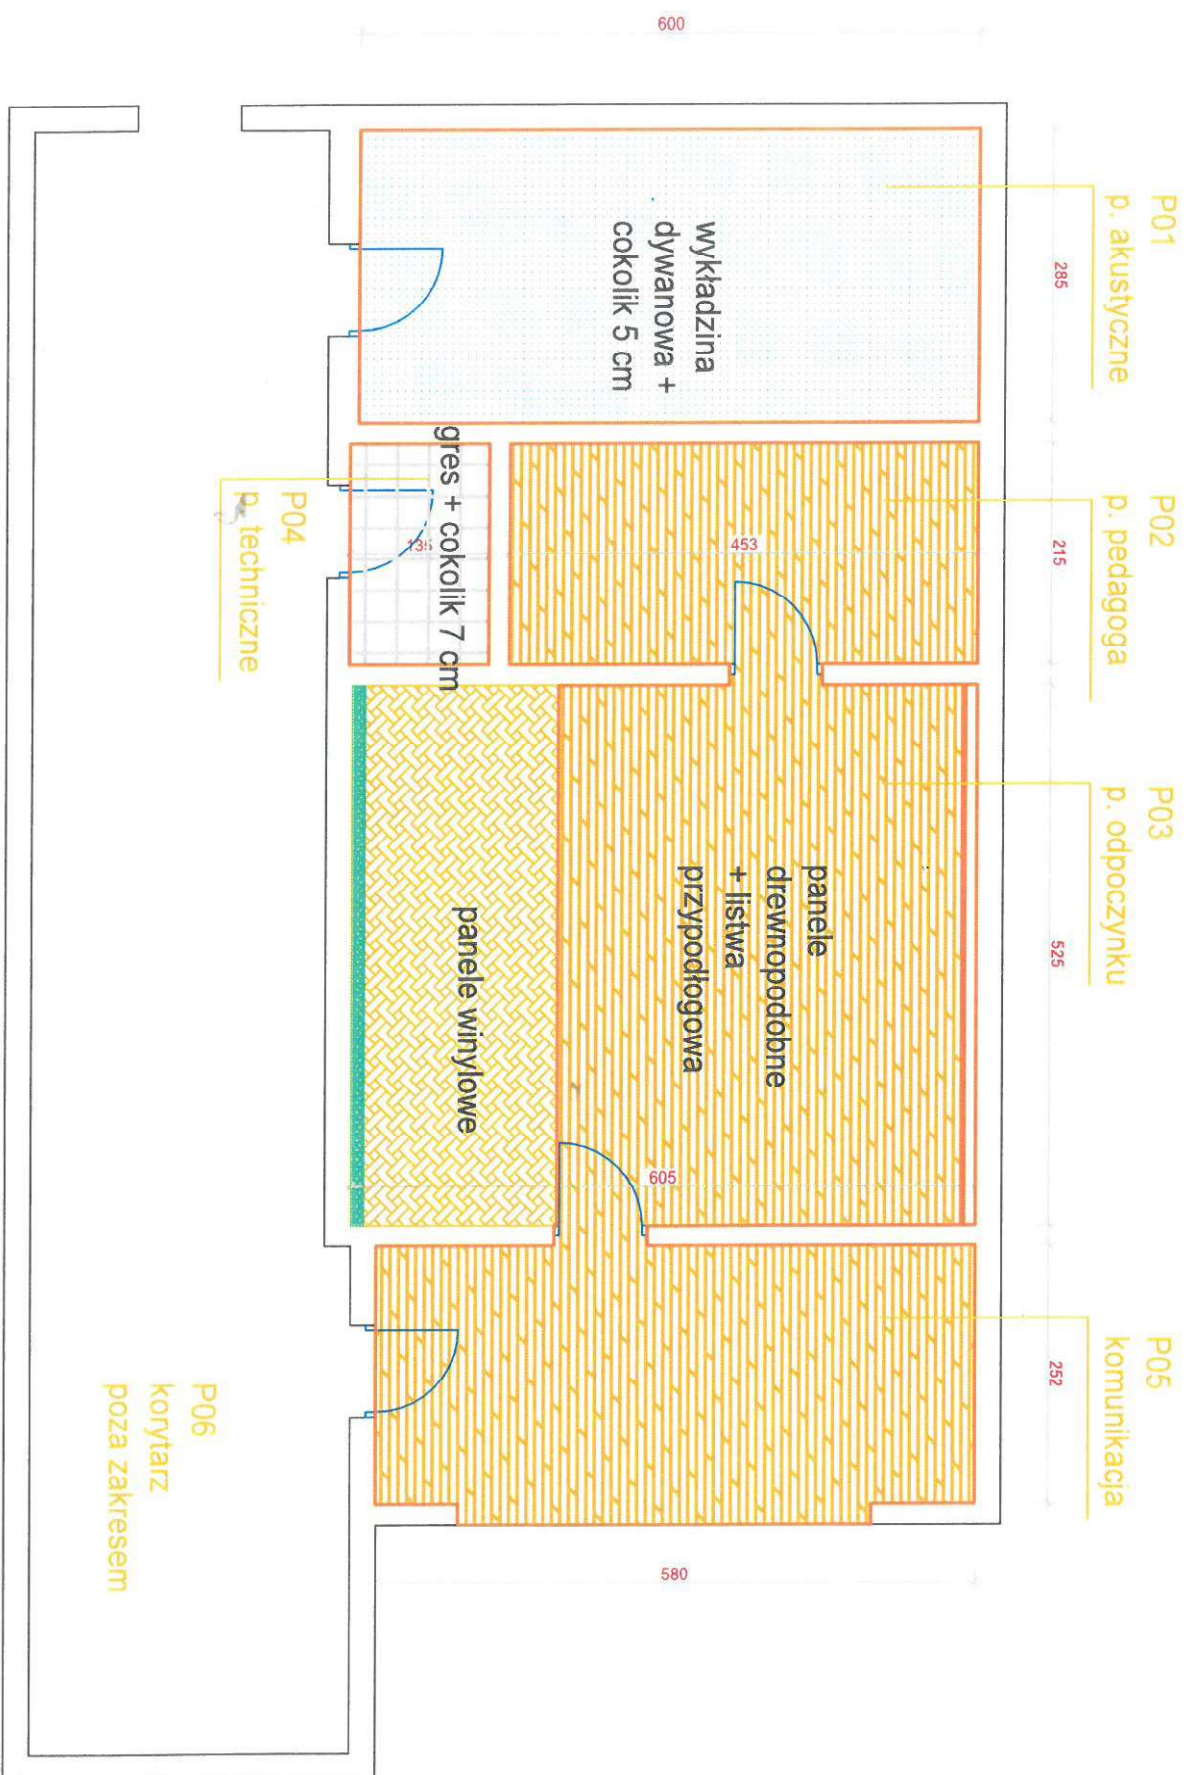 600
P01
p. akustyczne
P02
p. pedagoga
P03
p. odpoczynku
P05
komunikacja
285
215
525
252
wykładzina
dywanowa +
cokolik 5 cm
453
gres + cokolik 7 cm
135
P04
p. techniczne
panele
drewnopodobne
+ listwa
przypodłogowa
panele winylowe
605
580
P06
korytarz
poza zakresem